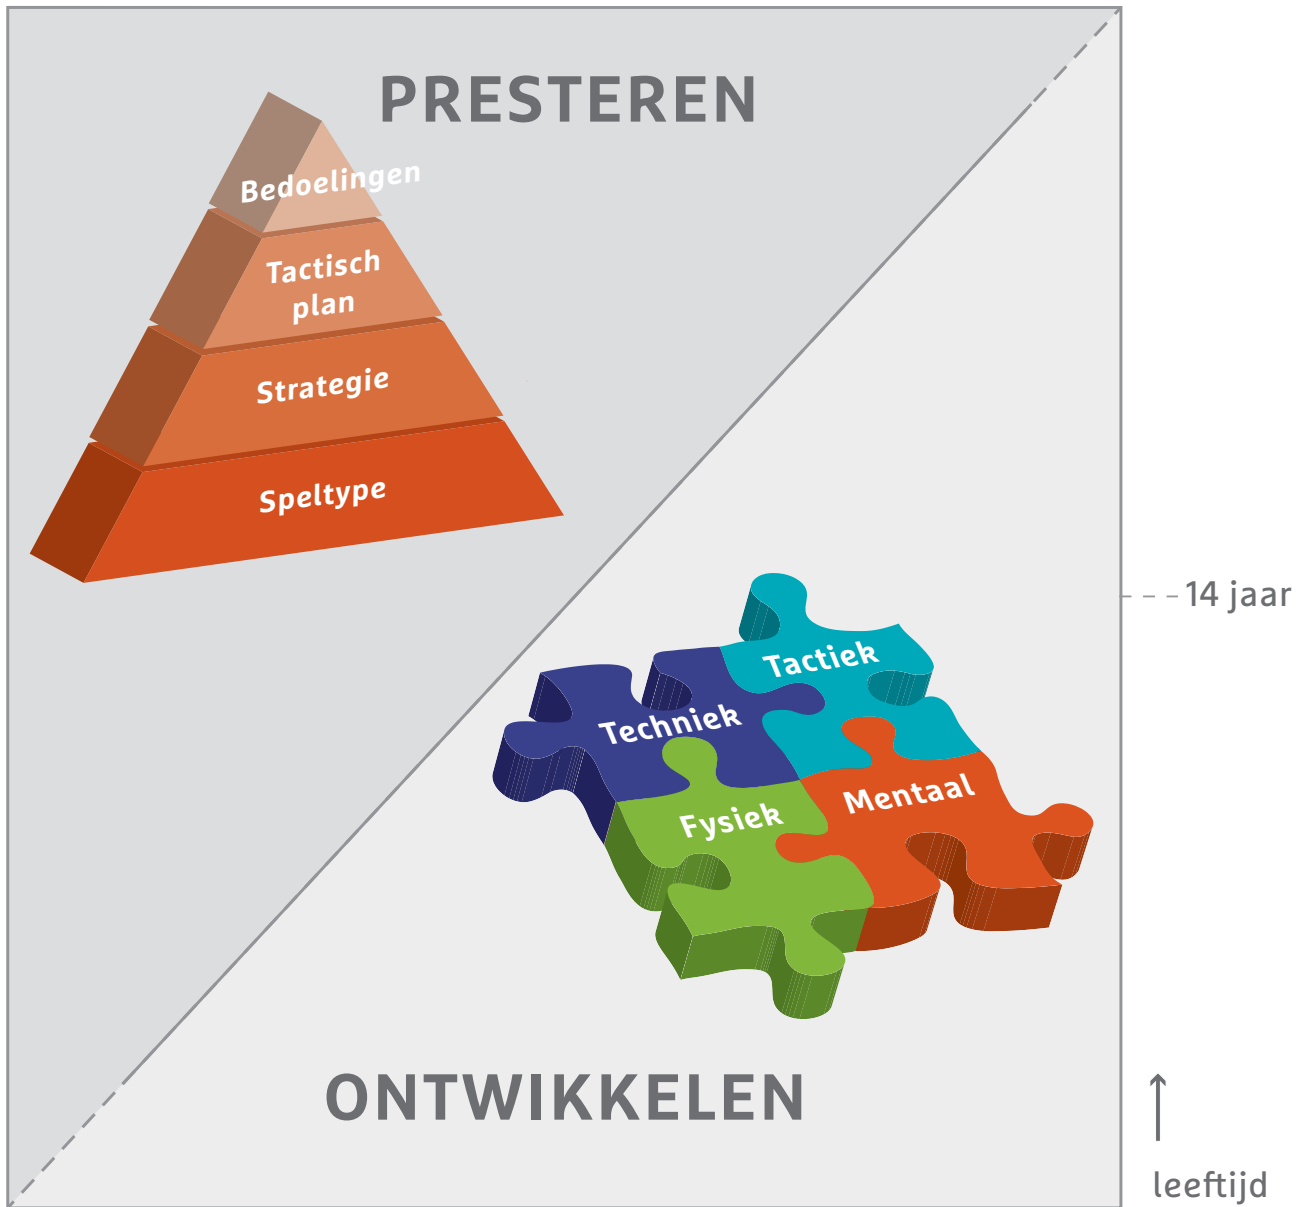 PRESTEREN
Bedoelingen
Tactisch
plan
Strategie
Speltype
14 jaar
Tactiek
Techniek
Mentaal
Fysiek
ONTWIKKELEN
leeftijd